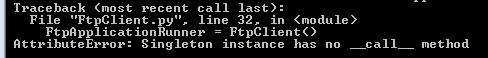 Traceback (most recent call last):
  File "FtpClient.py", line 32, in <module>
    FtpApplicationRunner = FtpClient()
AttributeError: Singleton instance has no __call__ method